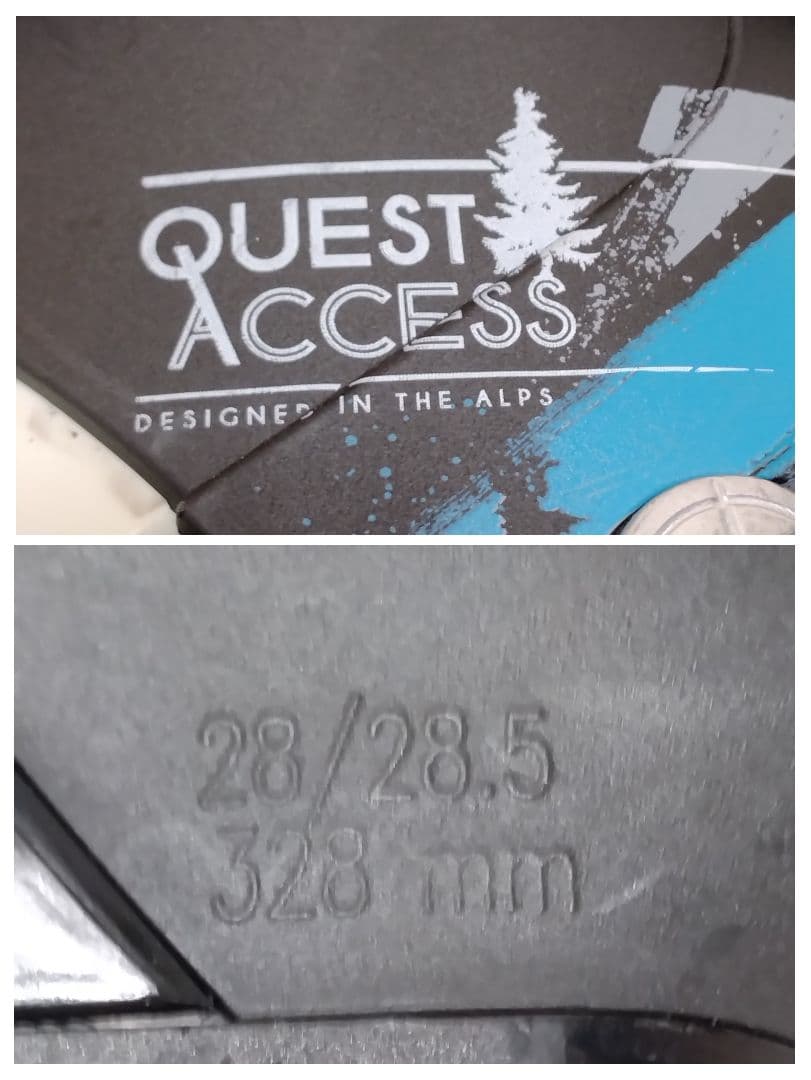 QUEST
ACCESS
DESIGNED IN THE ALPS
28/28.5
328 mm